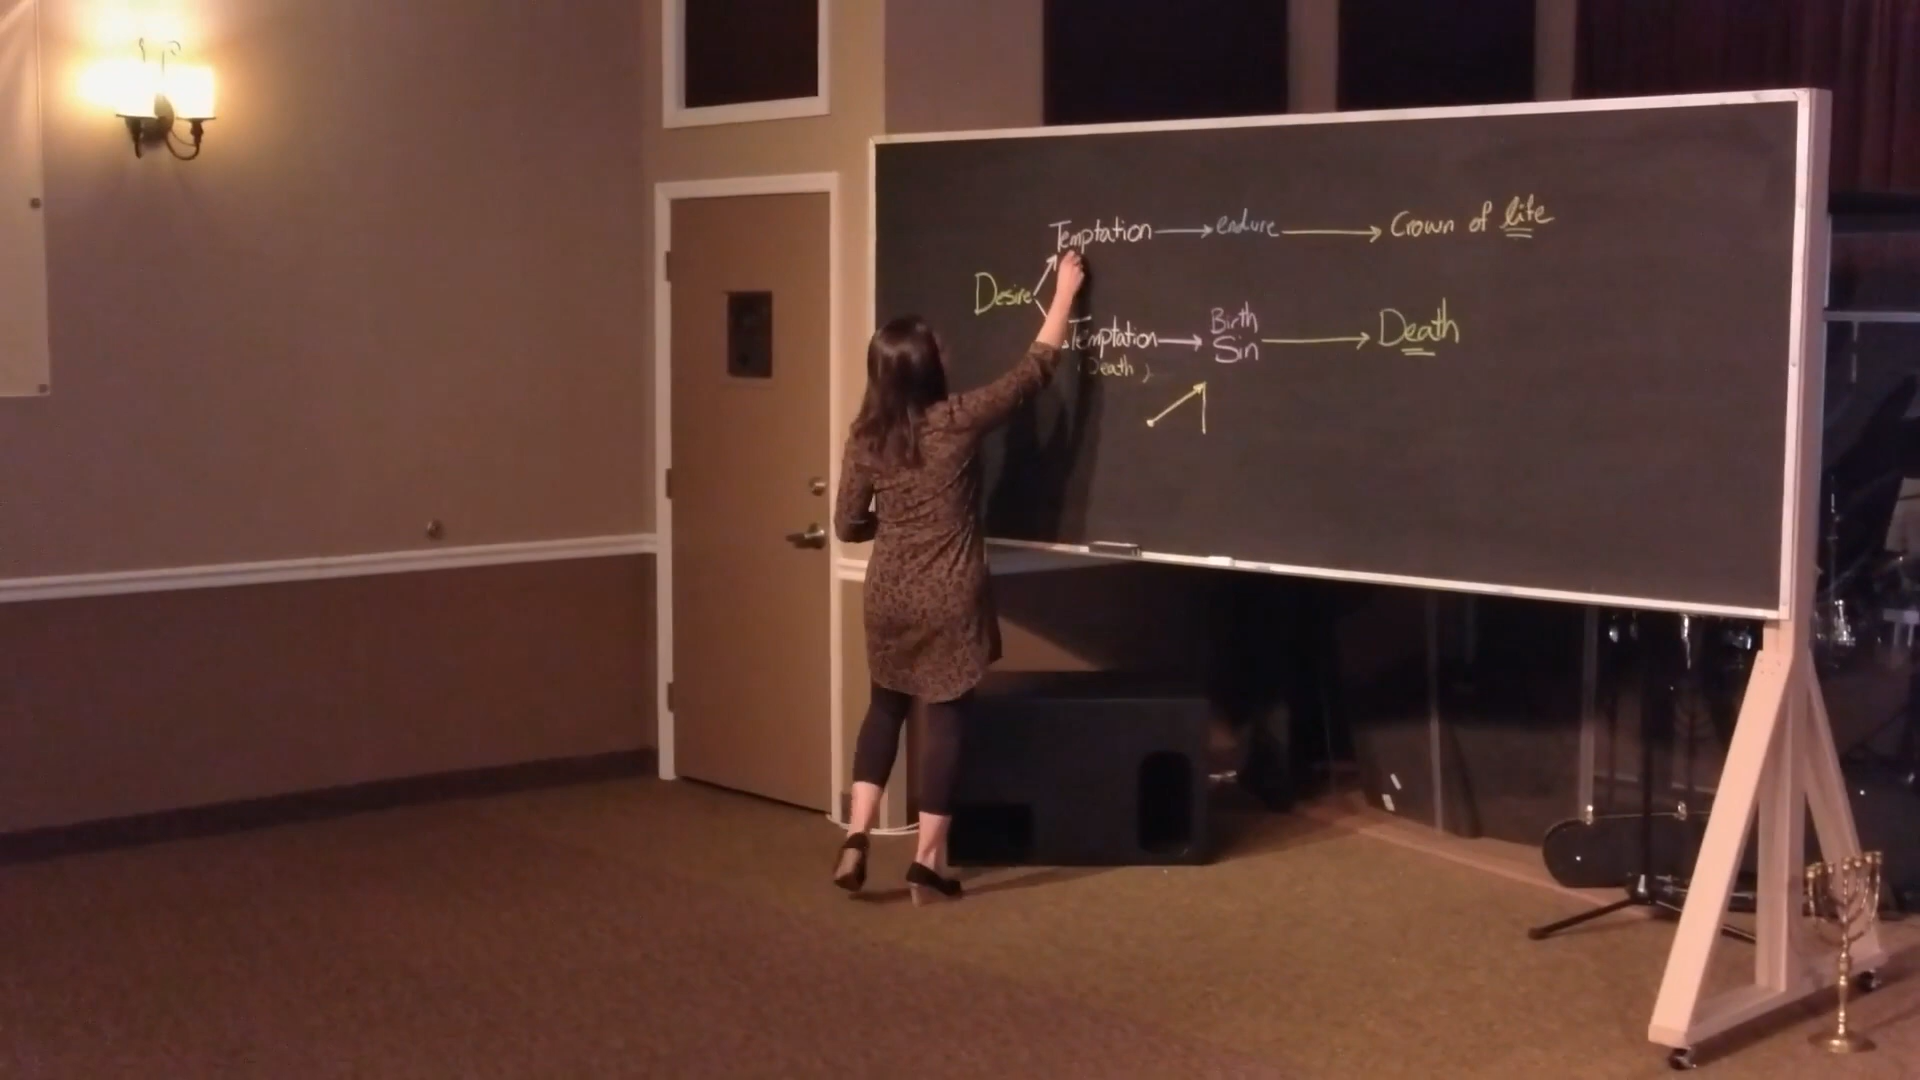 Temptation → endure → Crown of life
Desire
Temptation → Birth Sin → Death
(Death)